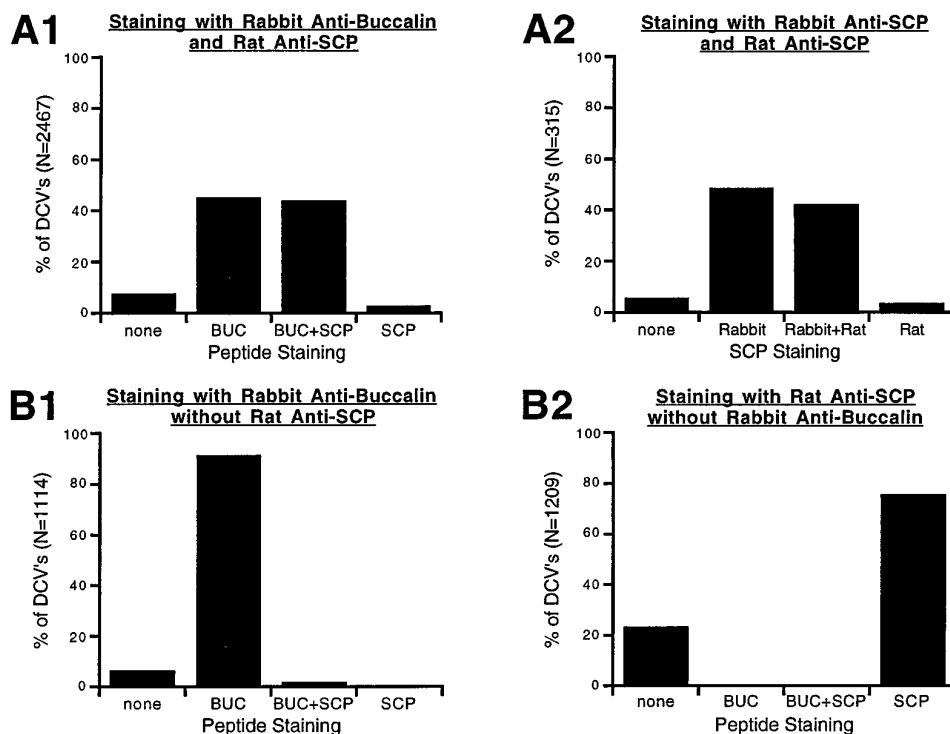 A1
Staining with Rabbit Anti-Buccalin
and Rat Anti-SCP
% of DCV's (N=2467)
100
80
60
40
20
0
none BUC BUC+SCP SCP
Peptide Staining
A2
Staining with Rabbit Anti-SCP
and Rat Anti-SCP
% of DCV's (N=315)
100
80
60
40
20
0
none Rabbit Rabbit+Rat Rat
SCP Staining
B1
Staining with Rabbit Anti-Buccalin
without Rat Anti-SCP
% of DCV's (N=1114)
100
80
60
40
20
0
none BUC BUC+SCP SCP
Peptide Staining
B2
Staining with Rat Anti-SCP
without Rabbit Anti-Buccalin
% of DCV's (N=1209)
100
80
60
40
20
0
none BUC BUC+SCP SCP
Peptide Staining